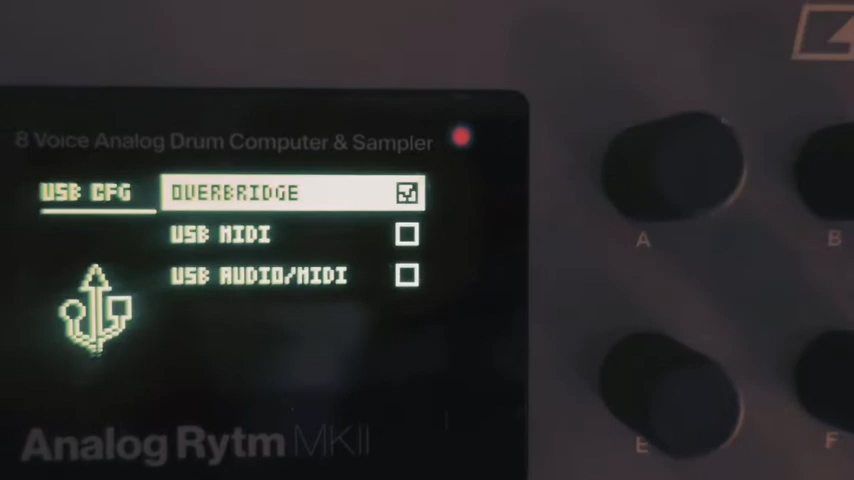 8 Voice Analog Drum Computer & Sampler
USB CFG
OVERBRIDGE
USB MIDI
USB AUDIO/MIDI
Analog Rytm MKII
A
B
E
F